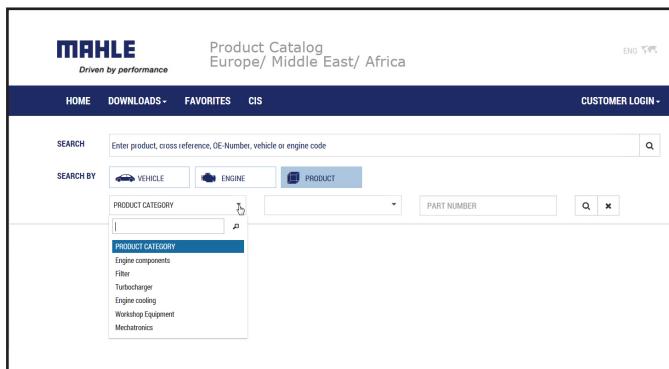 MAHLE
Driven by performance
Product Catalog
Europe/ Middle East/ Africa
ENG
HOME DOWNLOADS FAVORITES CIS CUSTOMER LOGIN
SEARCH Enter product, cross reference, OE-Number, vehicle or engine code
SEARCH BY VEHICLE ENGINE PRODUCT
PRODUCT CATEGORY PART NUMBER
PRODUCT CATEGORY
Engine components
Filter
Turbocharger
Engine cooling
Workshop Equipment
Mechatronics